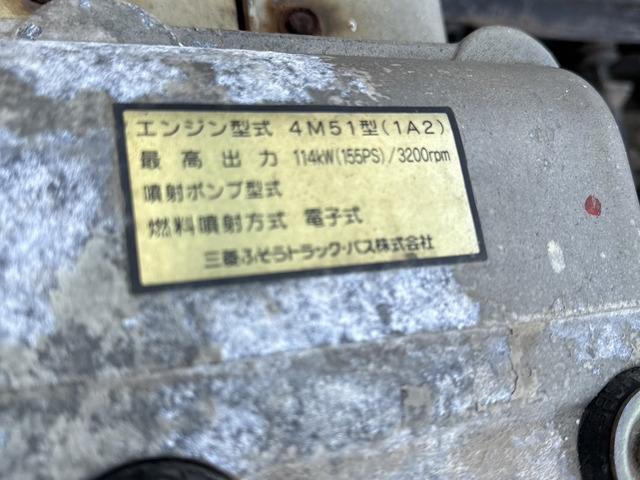 エンジン型式 4M51型(1A2)
最高出力 114kW(155PS)/3200rpm
噴射ポンプ型式
燃料噴射方式 電子式
三菱ふそうトラック・バス株式会社